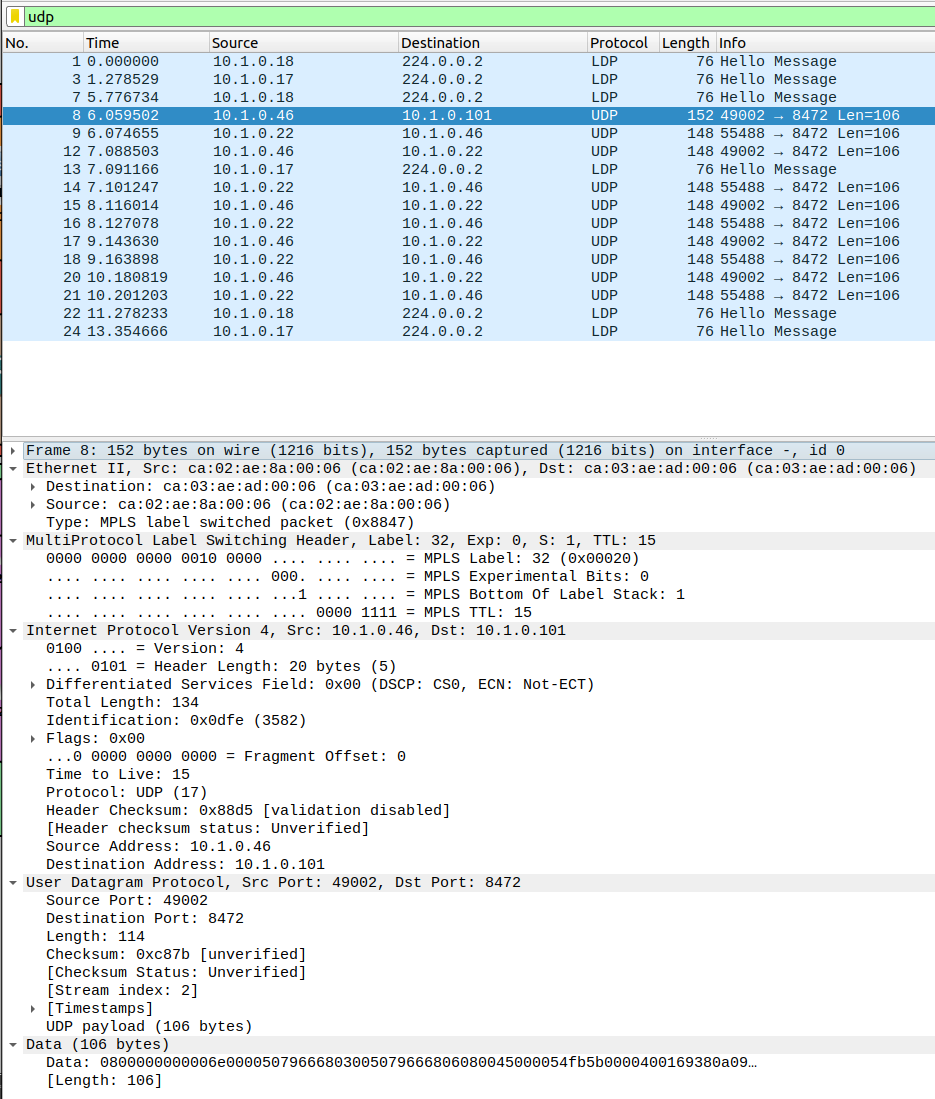 udp
No. Time Source Destination Protocol Length Info
1 0.000000 10.1.0.18 224.0.0.2 LDP 76 Hello Message
3 1.278529 10.1.0.17 224.0.0.2 LDP 76 Hello Message
7 5.776734 10.1.0.18 224.0.0.2 LDP 76 Hello Message
8 6.059502 10.1.0.46 10.1.0.101 UDP 152 49002 → 8472 Len=106
9 6.074655 10.1.0.22 10.1.0.46 UDP 148 55488 → 8472 Len=106
12 7.088503 10.1.0.46 10.1.0.22 UDP 148 49002 → 8472 Len=106
13 7.091166 10.1.0.17 224.0.0.2 LDP 76 Hello Message
14 7.101247 10.1.0.22 10.1.0.46 UDP 148 55488 → 8472 Len=106
15 8.116014 10.1.0.46 10.1.0.22 UDP 148 49002 → 8472 Len=106
16 8.127078 10.1.0.22 10.1.0.46 UDP 148 55488 → 8472 Len=106
17 9.143630 10.1.0.46 10.1.0.22 UDP 148 49002 → 8472 Len=106
18 9.163898 10.1.0.22 10.1.0.46 UDP 148 55488 → 8472 Len=106
20 10.180819 10.1.0.46 10.1.0.22 UDP 148 49002 → 8472 Len=106
21 10.201203 10.1.0.22 10.1.0.46 UDP 148 55488 → 8472 Len=106
22 11.278233 10.1.0.18 224.0.0.2 LDP 76 Hello Message
24 13.354666 10.1.0.17 224.0.0.2 LDP 76 Hello Message
Frame 8: 152 bytes on wire (1216 bits), 152 bytes captured (1216 bits) on interface -, id 0
Ethernet II, Src: ca:02:ae:8a:00:06 (ca:02:ae:8a:00:06), Dst: ca:03:ae:ad:00:06 (ca:03:ae:ad:00:06)
Destination: ca:03:ae:ad:00:06 (ca:03:ae:ad:00:06)
Source: ca:02:ae:8a:00:06 (ca:02:ae:8a:00:06)
Type: MPLS label switched packet (0x8847)
MultiProtocol Label Switching Header, Label: 32, Exp: 0, S: 1, TTL: 15
0000 0000 0000 0010 0000 .... .... .... = MPLS Label: 32 (0x00020)
.... .... .... .... .... 000. .... .... = MPLS Experimental Bits: 0
.... .... .... .... .... ...1 .... .... = MPLS Bottom Of Label Stack: 1
.... .... .... .... .... .... 0000 1111 = MPLS TTL: 15
Internet Protocol Version 4, Src: 10.1.0.46, Dst: 10.1.0.101
0100 .... = Version: 4
.... 0101 = Header Length: 20 bytes (5)
Differentiated Services Field: 0x00 (DSCP: CS0, ECN: Not-ECT)
Total Length: 134
Identification: 0x0dfe (3582)
Flags: 0x00
...0 0000 0000 0000 = Fragment Offset: 0
Time to Live: 15
Protocol: UDP (17)
Header Checksum: 0x88d5 [validation disabled]
[Header checksum status: Unverified]
Source Address: 10.1.0.46
Destination Address: 10.1.0.101
User Datagram Protocol, Src Port: 49002, Dst Port: 8472
Source Port: 49002
Destination Port: 8472
Length: 114
Checksum: 0xc87b [unverified]
[Checksum Status: Unverified]
[Stream index: 2]
[Timestamps]
UDP payload (106 bytes)
Data (106 bytes)
Data: 0800000000006e00005079666803005079666806080045000054fb5b0000400169380a09…
[Length: 106]